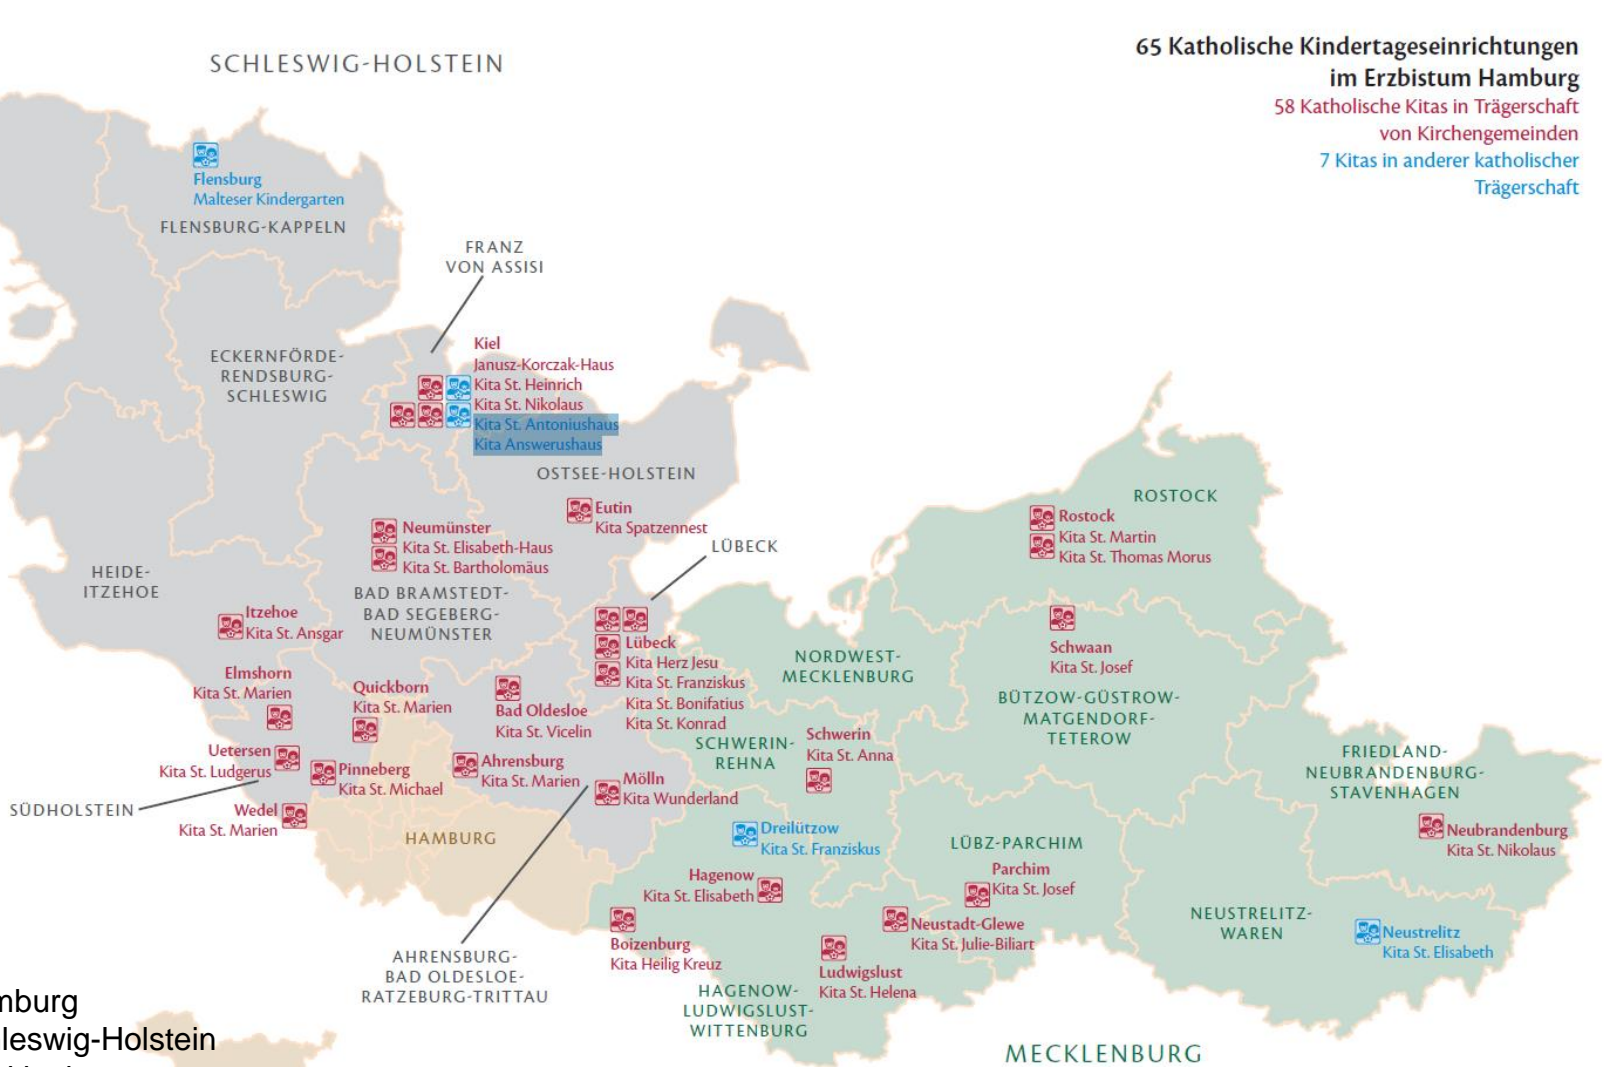 SCHLESWIG-HOLSTEIN
65 Katholische Kindertageseinrichtungen
im Erzbistum Hamburg
58 Katholische Kitas in Trägerschaft
von Kirchengemeinden
7 Kitas in anderer katholischer
Trägerschaft
Flensburg
Malteser Kindergarten
FLENSBURG-KAPPELN
FRANZ
VON ASSISI
ECKERNFÖRDE-
RENDSBURG-
SCHLESWIG
Kiel
Janusz-Korczak-Haus
Kita St. Heinrich
Kita St. Nikolaus
Kita St. Antoniushaus
Kita Answerushaus
OSTSEE-HOLSTEIN
Eutin
Kita Spatzennest
Neumünster
Kita St. Elisabeth-Haus
Kita St. Bartholomäus
LÜBECK
ROSTOCK
Rostock
Kita St. Martin
Kita St. Thomas Morus
HEIDE-
ITZEHOE
BAD BRAMSTEDT-
BAD SEGEBERG-
NEUMÜNSTER
Itzehoe
Kita St. Ansgar
Lübeck
Kita Herz Jesu
Kita St. Franziskus
Kita St. Bonifatius
Kita St. Konrad
NORDWEST-
MECKLENBURG
Schwaan
Kita St. Josef
BÜTZOW-GÜSTROW-
MATGENDORF-
TETEROW
Elmshorn
Kita St. Marien
Quickborn
Kita St. Marien
Bad Oldesloe
Kita St. Vicelin
SCHWERIN-
REHNA
Schwerin
Kita St. Anna
FRIEDLAND-
NEUBRANDENBURG-
STAVENHAGEN
Uetersen
Kita St. Ludgerus
Pinneberg
Kita St. Michael
Ahrensburg
Kita St. Marien
Mölln
Kita Wunderland
SÜDHOLSTEIN
Wedel
Kita St. Marien
HAMBURG
Dreilützow
Kita St. Franziskus
LÜBZ-PARCHIM
Parchim
Kita St. Josef
Neubrandenburg
Kita St. Nikolaus
Hagenow
Kita St. Elisabeth
Neustadt-Glewe
Kita St. Julie-Biliart
NEUSTRELITZ-
WAREN
Neustrelitz
Kita St. Elisabeth
Boizenburg
Kita Heilig Kreuz
Ludwigslust
Kita St. Helena
AHRENSBURG-
BAD OLDESLOE-
RATZEBURG-TRITTAU
HAGENOW-
LUDWIGSLUST-
WITTENBURG
mburg
leswig-Holstein
MECKLENBURG